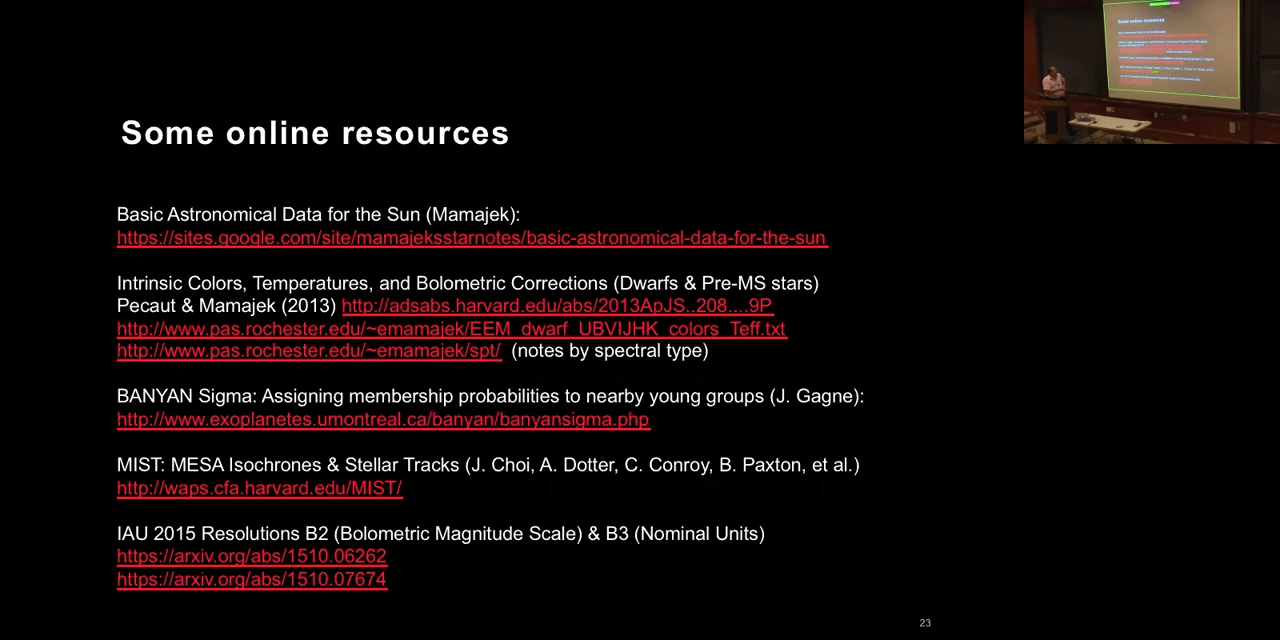 Some online resources
Basic Astronomical Data for the Sun (Mamajek):
https://sites.google.com/site/mamajeksstarnotes/basic-astronomical-data-for-the-sun
Intrinsic Colors, Temperatures, and Bolometric Corrections (Dwarfs & Pre-MS stars)
Pecaut & Mamajek (2013) http://adsabs.harvard.edu/abs/2013ApJS..208....9P
http://www.pas.rochester.edu/~emamajek/EEM_dwarf_UBVIJHK_colors_Teff.txt
http://www.pas.rochester.edu/~emamajek/spt/ (notes by spectral type)
BANYAN Sigma: Assigning membership probabilities to nearby young groups (J. Gagne):
http://www.exoplanetes.umontreal.ca/banyan/banyansigma.php
MIST: MESA Isochrones & Stellar Tracks (J. Choi, A. Dotter, C. Conroy, B. Paxton, et al.)
http://waps.cfa.harvard.edu/MIST/
IAU 2015 Resolutions B2 (Bolometric Magnitude Scale) & B3 (Nominal Units)
https://arxiv.org/abs/1510.06262
https://arxiv.org/abs/1510.07674
23
Some online resources